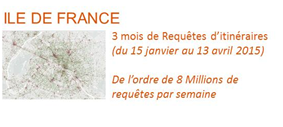 ILE DE FRANCE
3 mois de Requêtes d'itinéraires
(du 15 janvier au 13 avril 2015)
De l'ordre de 8 Millions de
requêtes par semaine